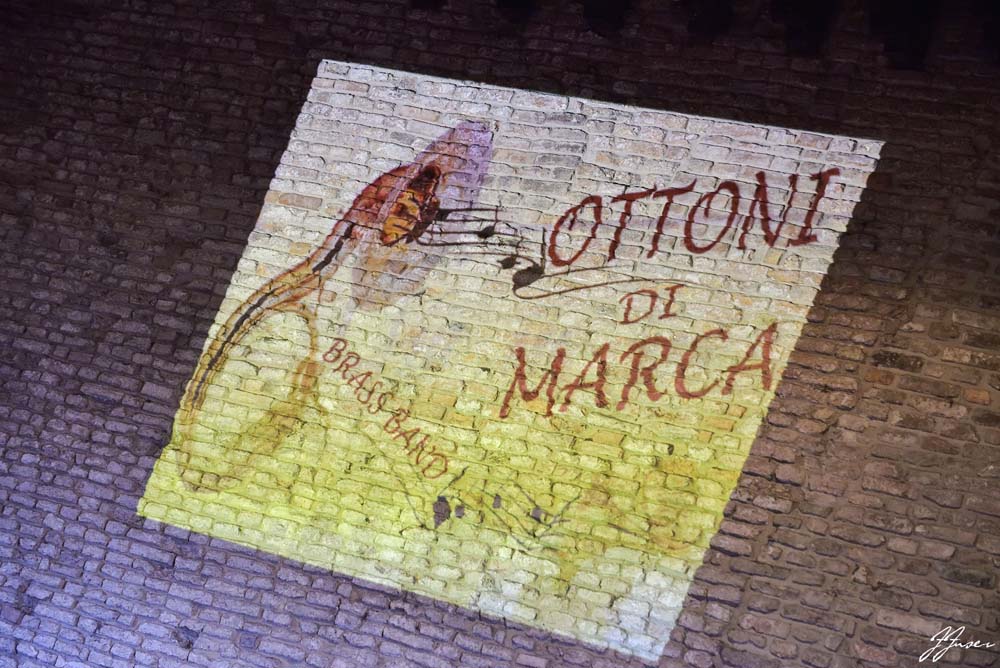 OTTONI
DI
MARCA
BRASS BAND